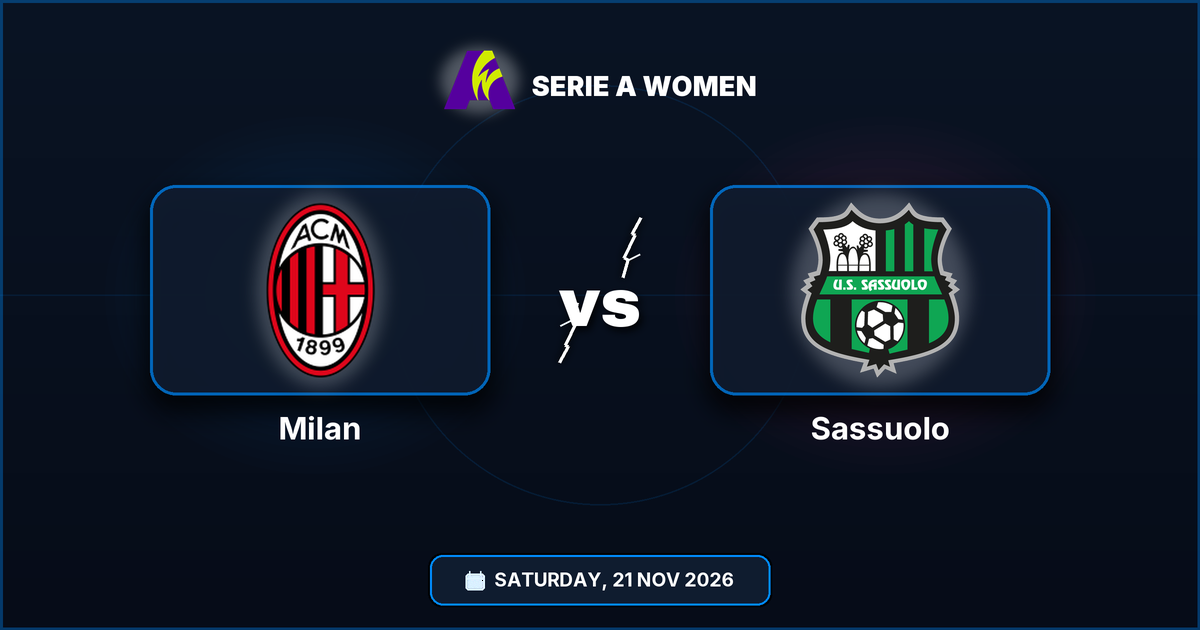 SERIE A WOMEN
ACM
1899
VS
U.S. SASSUOLO
Milan
Sassuolo
SATURDAY, 21 NOV 2026